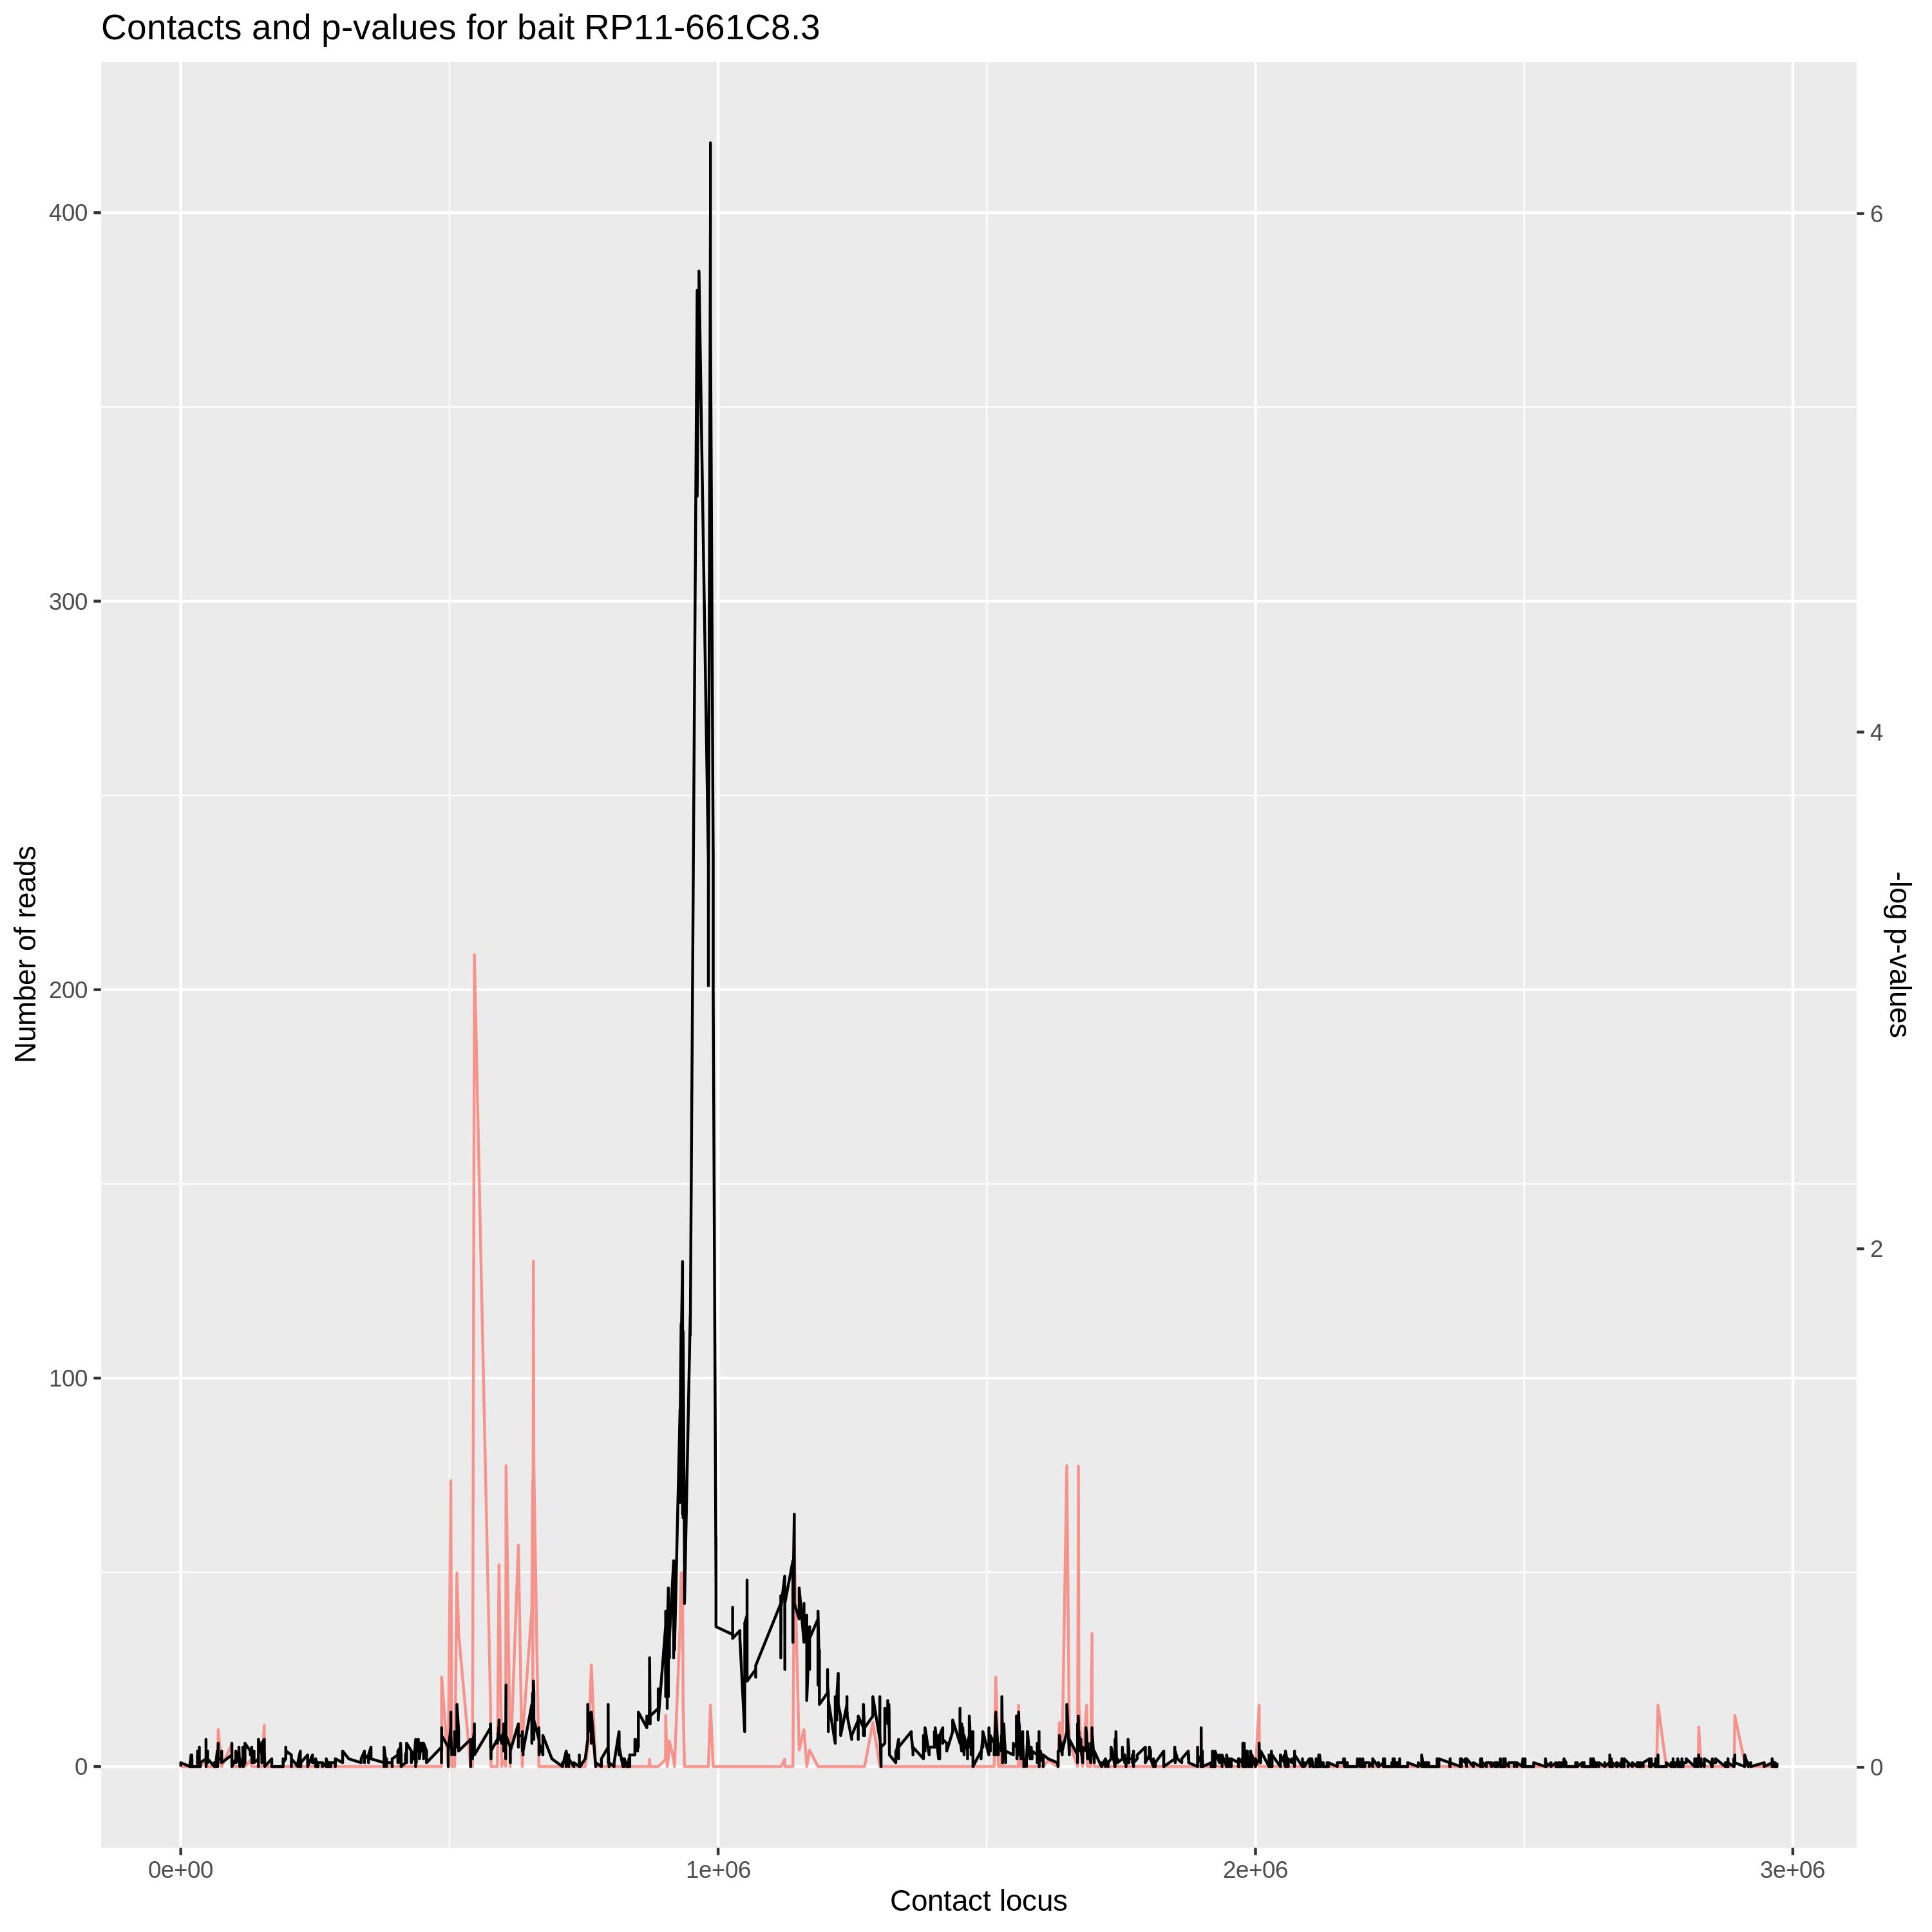 Contacts and p-values for bait RP11-661C8.3
400
300
200
100
0
6
4
2
0
Number of reads
-log p-values
0e+00
1e+06
2e+06
3e+06
Contact locus